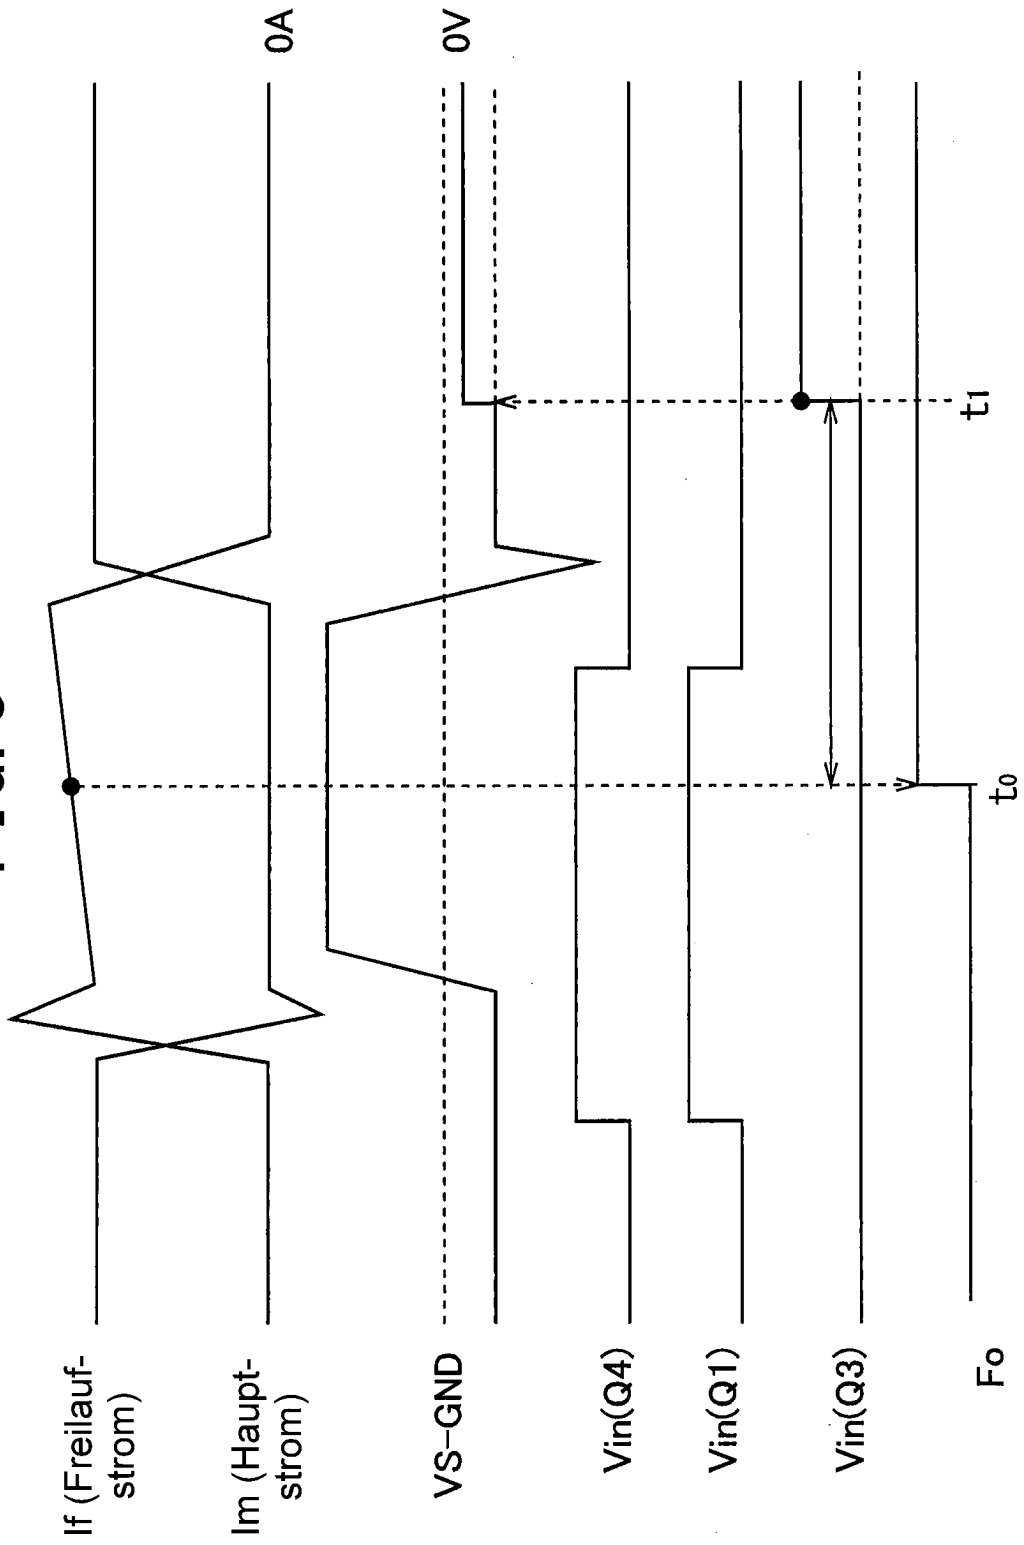 If (Freilauf-
strom)
Im (Haupt-
strom)
0A
VS-GND
0V
Vin(Q4)
Vin(Q1)
Vin(Q3)
Fo
t0
t1